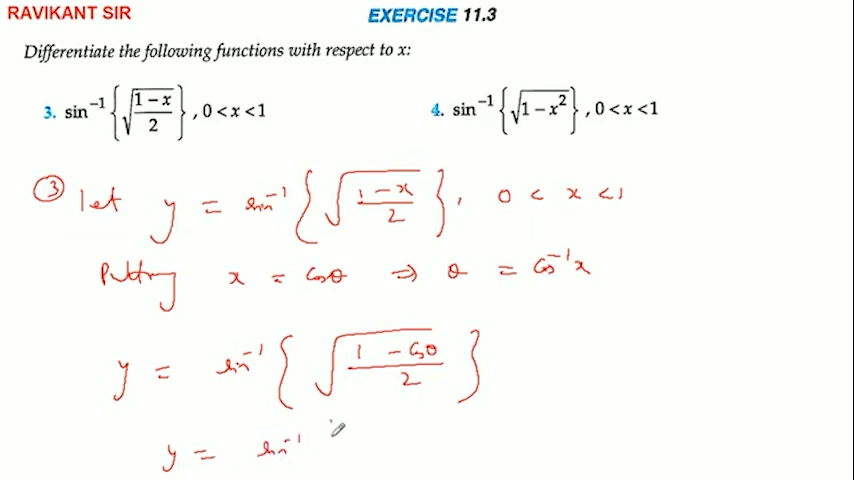 RAVIKANT SIR
EXERCISE 11.3
Differentiate the following functions with respect to x:
3. sin⁻¹ {√((1 − x)/2)}, 0 < x < 1
4. sin⁻¹ {√(1 − x²)}, 0 < x < 1
③ let y = sin⁻¹ {√((1 − x)/2)}, 0 < x < 1
Putting x = cosθ ⇒ θ = cos⁻¹x
y = sin⁻¹ {√((1 − cosθ)/2)}
y = sin⁻¹